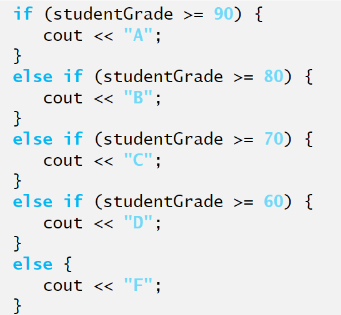 if (studentGrade >= 90) {
   cout << "A";
}
else if (studentGrade >= 80) {
   cout << "B";
}
else if (studentGrade >= 70) {
   cout << "C";
}
else if (studentGrade >= 60) {
   cout << "D";
}
else {
   cout << "F";
}